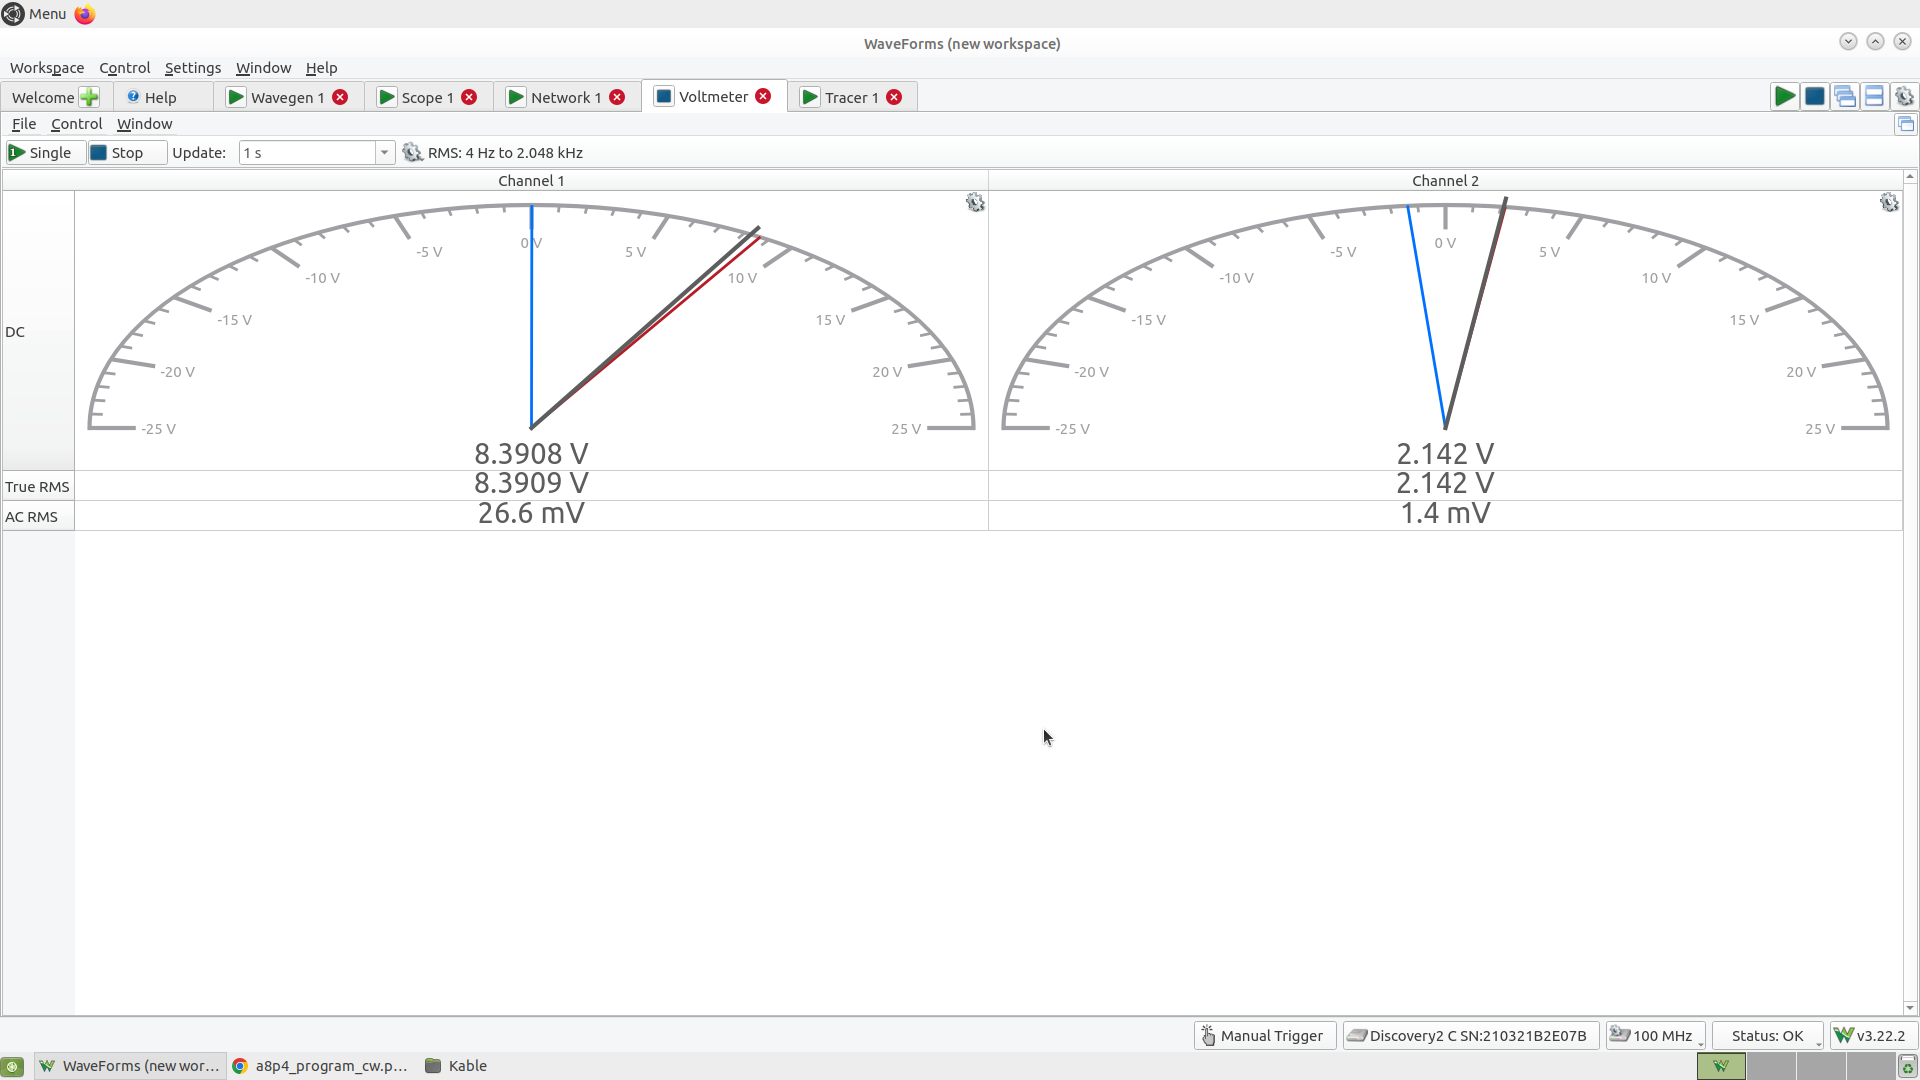 Menu
WaveForms (new workspace)
Workspace Control Settings Window Help
Welcome Help Wavegen 1 Scope 1 Network 1 Voltmeter Tracer 1
File Control Window
Single Stop Update: 1 s RMS: 4 Hz to 2.048 kHz
Channel 1 Channel 2
0 V 0 V
-5 V 5 V -5 V 5 V
-10 V 10 V -10 V 10 V
-15 V 15 V -15 V 15 V
DC
-20 V 20 V -20 V 20 V
-25 V 25 V -25 V 25 V
8.3908 V 2.142 V
True RMS 8.3909 V 2.142 V
AC RMS 26.6 mV 1.4 mV
Manual Trigger Discovery2 C SN:210321B2E07B 100 MHz Status: OK v3.22.2
WaveForms (new wor... a8p4_program_cw.p... Kable